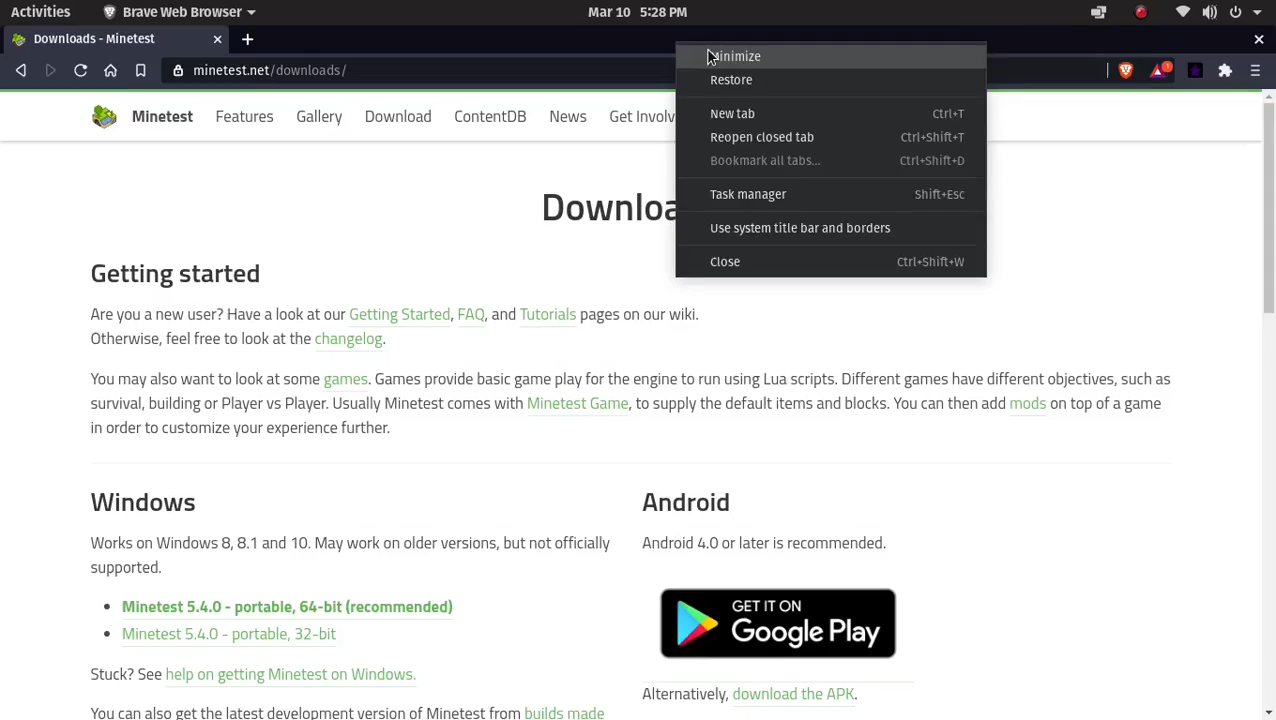 Activities
Brave Web Browser
Mar 10 5:28 PM
Downloads - Minetest
minetest.net/downloads/
1
Minimize
Restore
New tab Ctrl+T
Reopen closed tab Ctrl+Shift+T
Bookmark all tabs... Ctrl+Shift+D
Task manager Shift+Esc
Use system title bar and borders
Close Ctrl+Shift+W
Minetest Features Gallery Download ContentDB News Get Involv
Downloa
Getting started
Are you a new user? Have a look at our Getting Started, FAQ, and Tutorials pages on our wiki.
Otherwise, feel free to look at the changelog.
You may also want to look at some games. Games provide basic game play for the engine to run using Lua scripts. Different games have different objectives, such as
survival, building or Player vs Player. Usually Minetest comes with Minetest Game, to supply the default items and blocks. You can then add mods on top of a game
in order to customize your experience further.
Windows
Works on Windows 8, 8.1 and 10. May work on older versions, but not officially
supported.
• Minetest 5.4.0 - portable, 64-bit (recommended)
• Minetest 5.4.0 - portable, 32-bit
Stuck? See help on getting Minetest on Windows.
You can also get the latest development version of Minetest from builds made
Android
Android 4.0 or later is recommended.
GET IT ON
Google Play
Alternatively, download the APK.